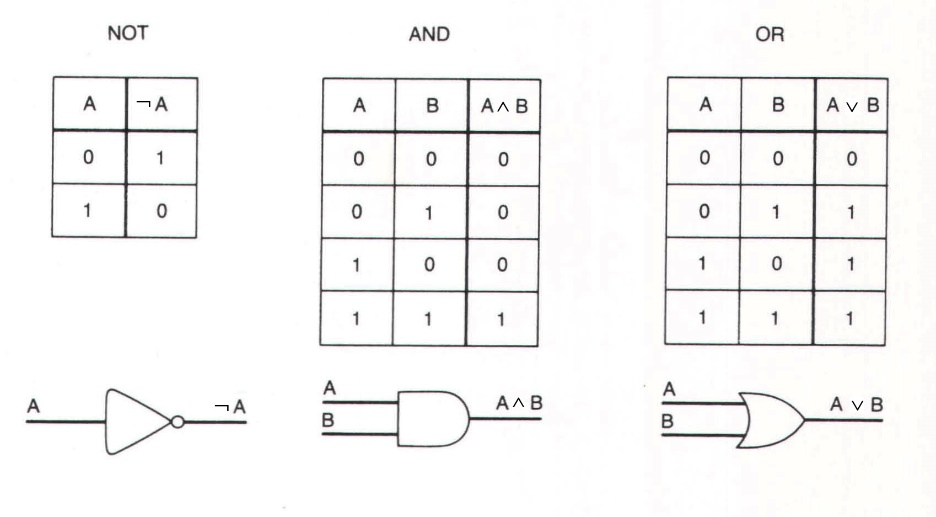 NOT AND OR
A ¬ A
0 1
1 0
A B A ∧ B
0 0 0
0 1 0
1 0 0
1 1 1
A B A ∨ B
0 0 0
0 1 1
1 0 1
1 1 1
A ¬ A
A
B
A ∧ B
A
B
A ∨ B